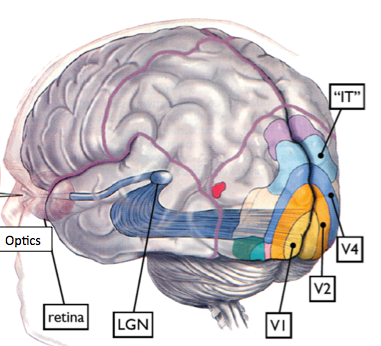 "IT"
Optics
V4
V2
retina
LGN
V1